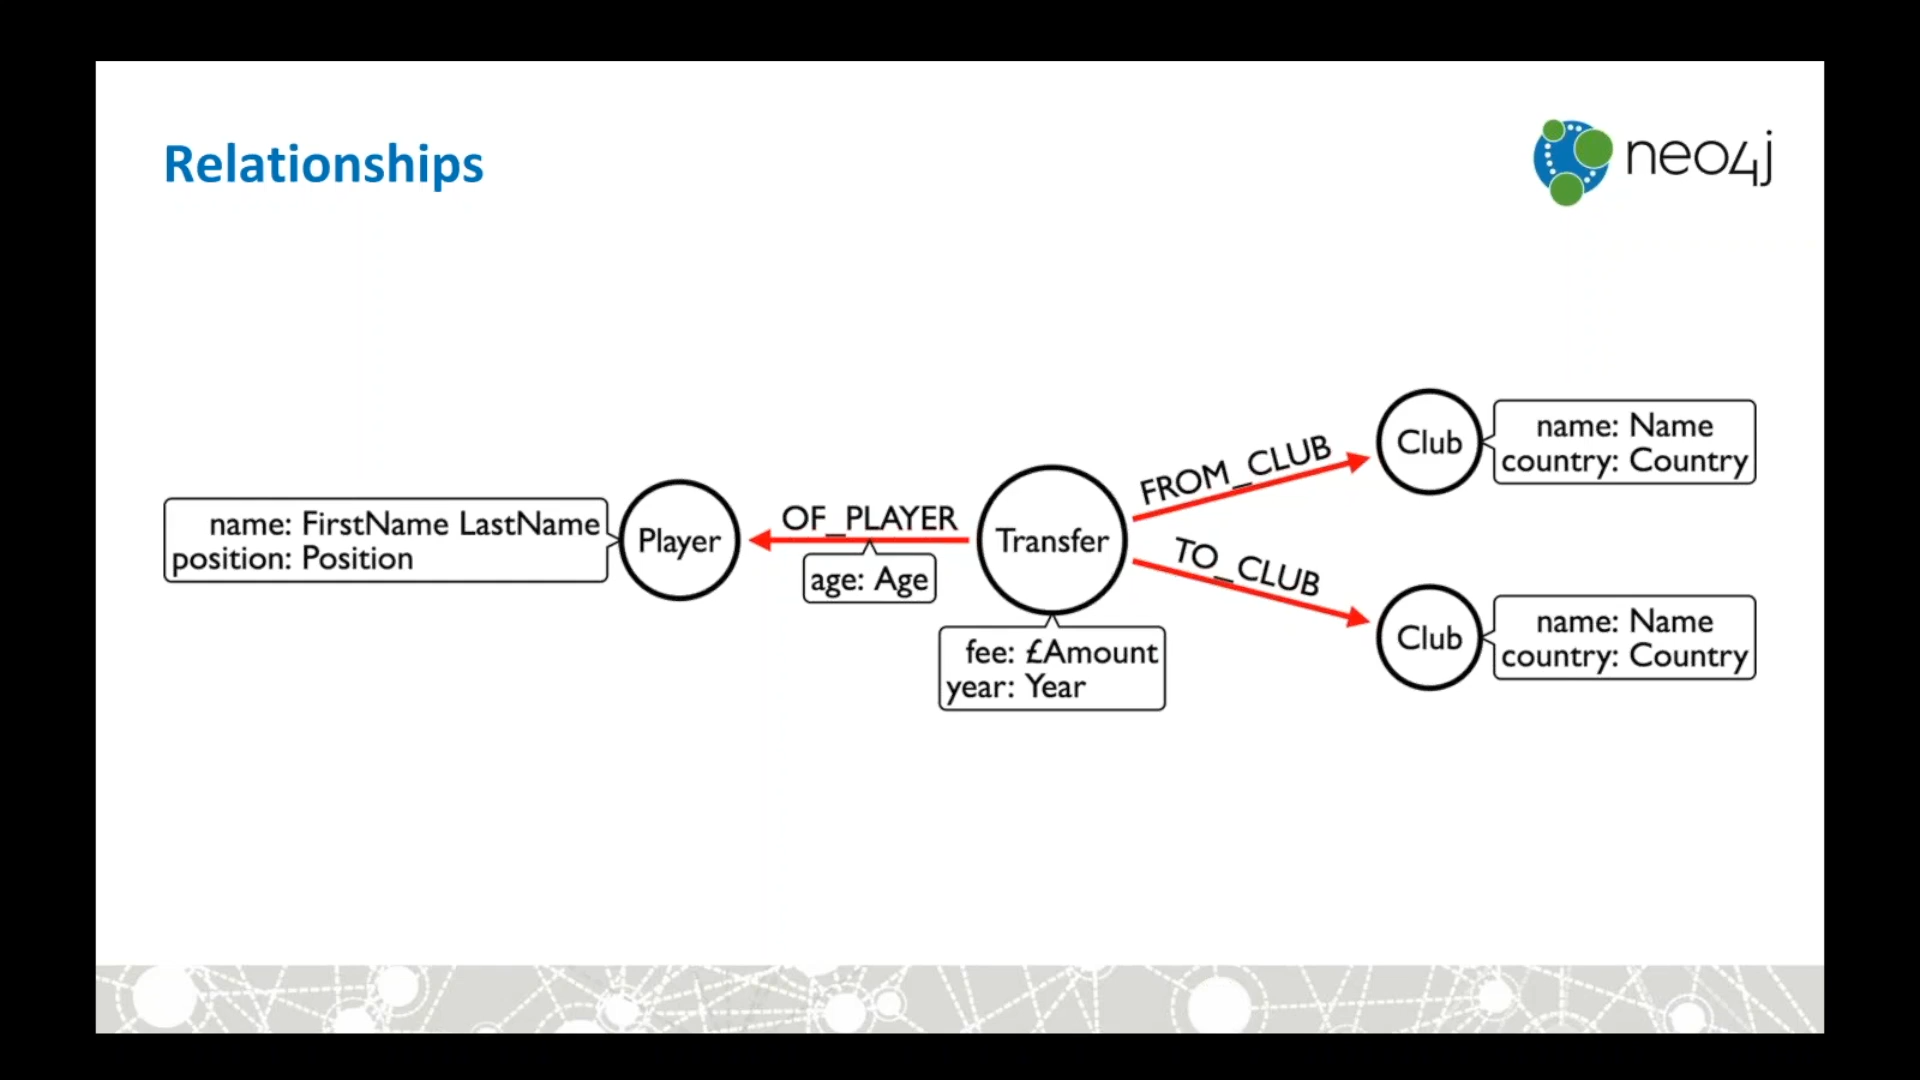 Relationships
neo4j
name: FirstName LastName
position: Position
Player
OF_PLAYER
age: Age
Transfer
fee: £Amount
year: Year
FROM_CLUB
Club
name: Name
country: Country
TO_CLUB
Club
name: Name
country: Country